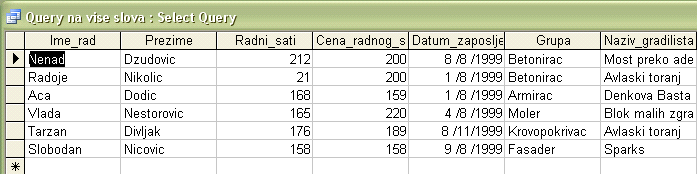 Query na vise slova : Select Query
Ime_rad Prezime Radni_sati Cena_radnog_s Datum_zaposlje Grupa Naziv_gradilista
Nenad Dzudovic 212 200 8 /8 /1999 Betonirac Most preko ade
Radoje Nikolic 21 200 1 /8 /1999 Betonirac Avlaski toranj
Aca Dodic 168 159 1 /8 /1999 Armirac Denkova Basta
Vlada Nestorovic 165 220 4 /8 /1999 Moler Blok malih zgra
Tarzan Divljak 176 189 8 /11/1999 Krovopokrivac Avlaski toranj
Slobodan Nicovic 158 158 9 /8 /1999 Fasader Sparks